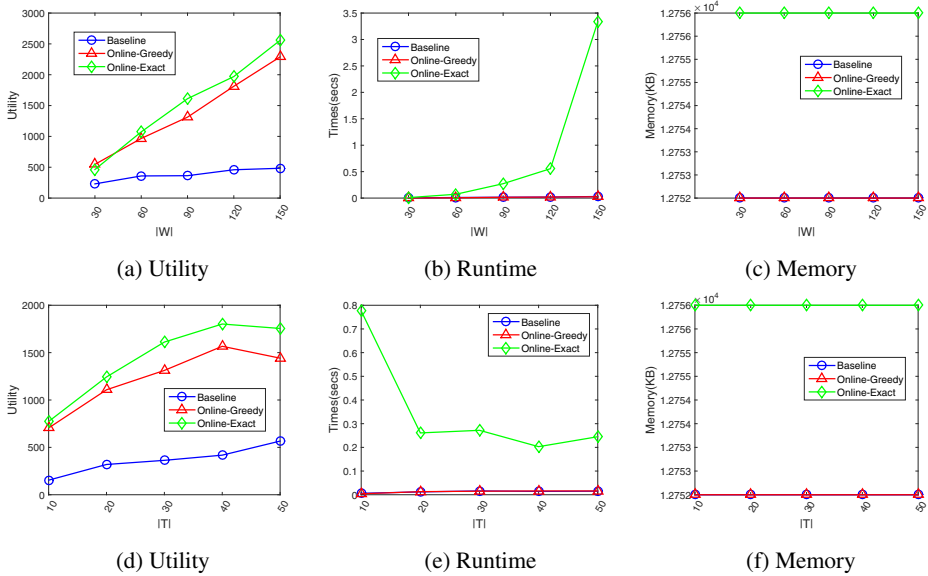 3000
2500
2000
1500
1000
500
0
Utility
Baseline
Online-Greedy
Online-Exact
30
60
90
120
150
|W|
(a) Utility
3.5
3
2.5
2
1.5
1
0.5
0
Times(secs)
Baseline
Online-Greedy
Online-Exact
30
60
90
120
150
|W|
(b) Runtime
×10⁴
1.2756
1.2755
1.2755
1.2754
1.2754
1.2753
1.2753
1.2752
Memory(KB)
Baseline
Online-Greedy
Online-Exact
30
60
90
120
150
|W|
(c) Memory
2000
1500
1000
500
0
Utility
Baseline
Online-Greedy
Online-Exact
10
20
30
40
50
|T|
(d) Utility
0.8
0.7
0.6
0.5
0.4
0.3
0.2
0.1
0
Times(secs)
Baseline
Online-Greedy
Online-Exact
10
20
30
40
50
|T|
(e) Runtime
×10⁴
1.2756
1.2755
1.2755
1.2754
1.2754
1.2753
1.2753
1.2752
Memory(KB)
Baseline
Online-Greedy
Online-Exact
10
20
30
40
50
|T|
(f) Memory